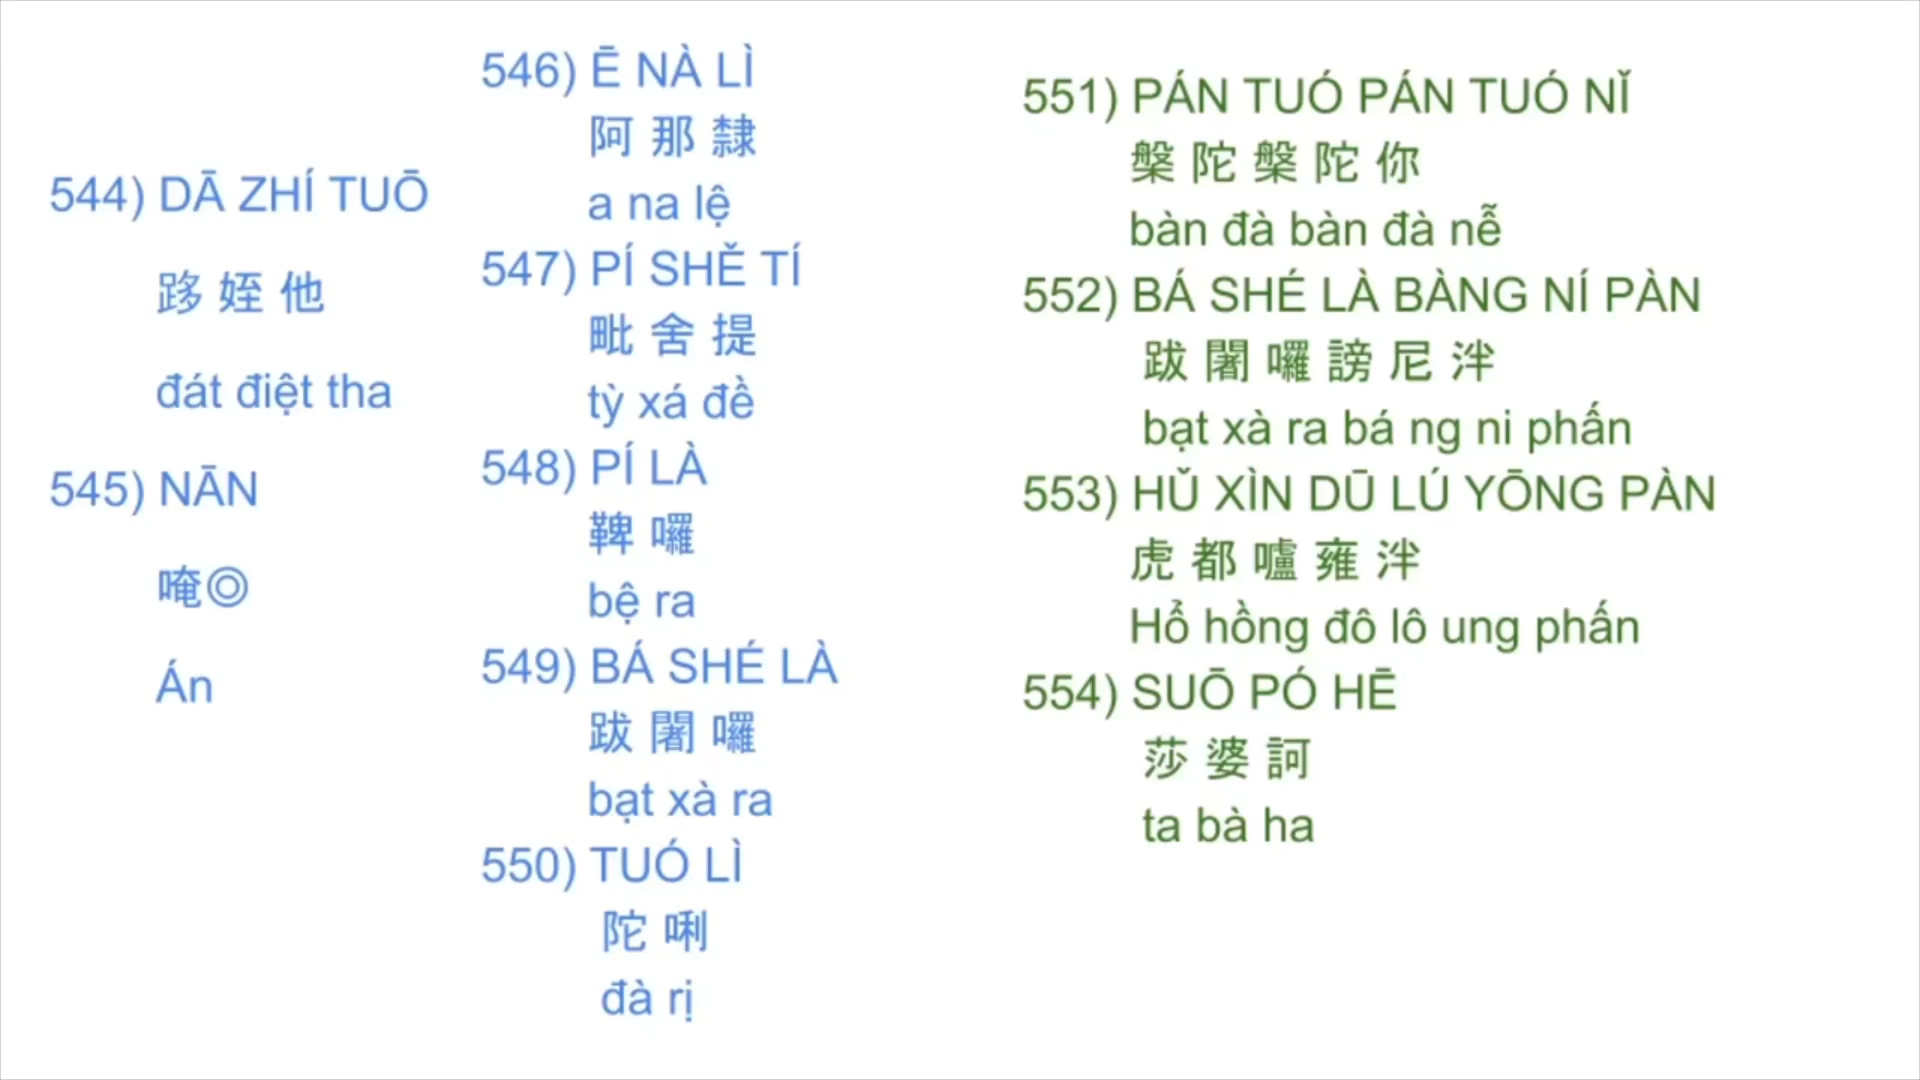 544) DĀ ZHÍ TUŌ
跢 姪 他
đát điệt tha
545) NĀN
唵◎
Án
546) Ē NÀ LÌ
阿 那 隸
a na lệ
547) PÍ SHĚ TÍ
毗 舍 提
tỳ xá đề
548) PÍ LÀ
鞞 囉
bệ ra
549) BÁ SHÉ LÀ
跋 闍 囉
bạt xà ra
550) TUÓ LÌ
陀 唎
đà rị
551) PÁN TUÓ PÁN TUÓ NǏ
槃 陀 槃 陀 你
bàn đà bàn đà nễ
552) BÁ SHÉ LÀ BÀNG NÍ PÀN
跋 闍 囉 謗 尼 泮
bạt xà ra bá ng ni phấn
553) HǓ XÌN DŪ LÚ YŌNG PÀN
虎 都 嚧 雍 泮
Hổ hồng đô lô ung phấn
554) SUŌ PÓ HĒ
莎 婆 訶
ta bà ha